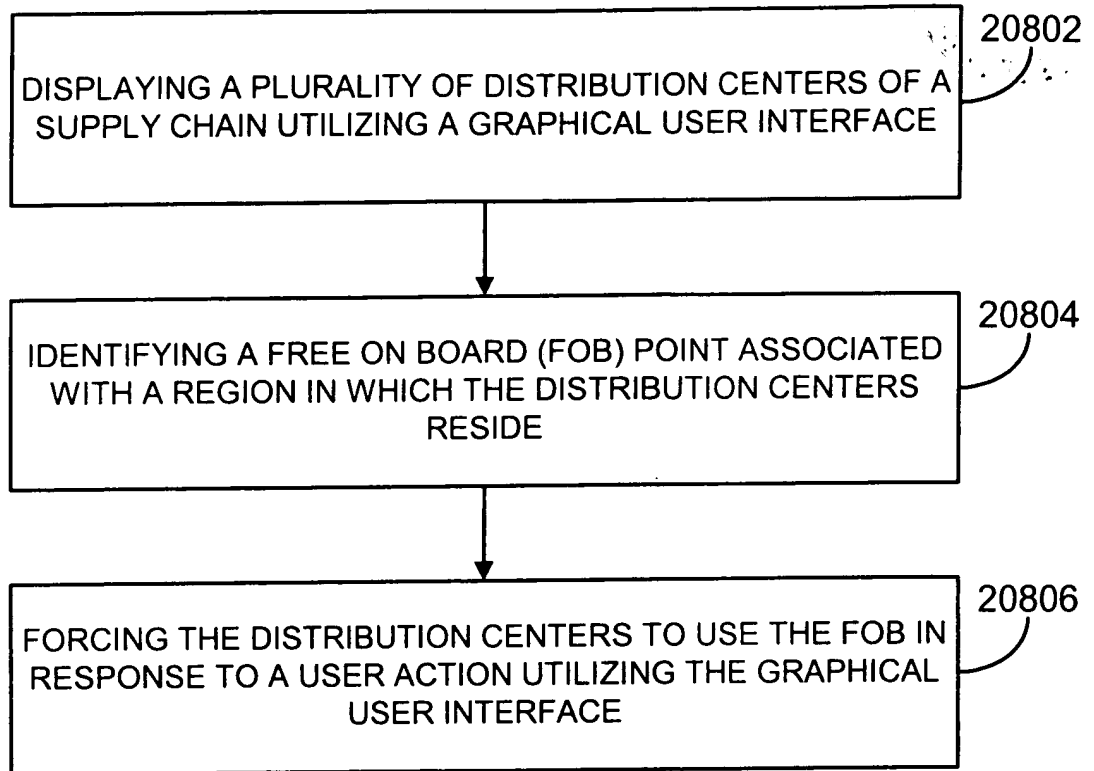 20802
DISPLAYING A PLURALITY OF DISTRIBUTION CENTERS OF A
SUPPLY CHAIN UTILIZING A GRAPHICAL USER INTERFACE
20804
IDENTIFYING A FREE ON BOARD (FOB) POINT ASSOCIATED
WITH A REGION IN WHICH THE DISTRIBUTION CENTERS
RESIDE
20806
FORCING THE DISTRIBUTION CENTERS TO USE THE FOB IN
RESPONSE TO A USER ACTION UTILIZING THE GRAPHICAL
USER INTERFACE